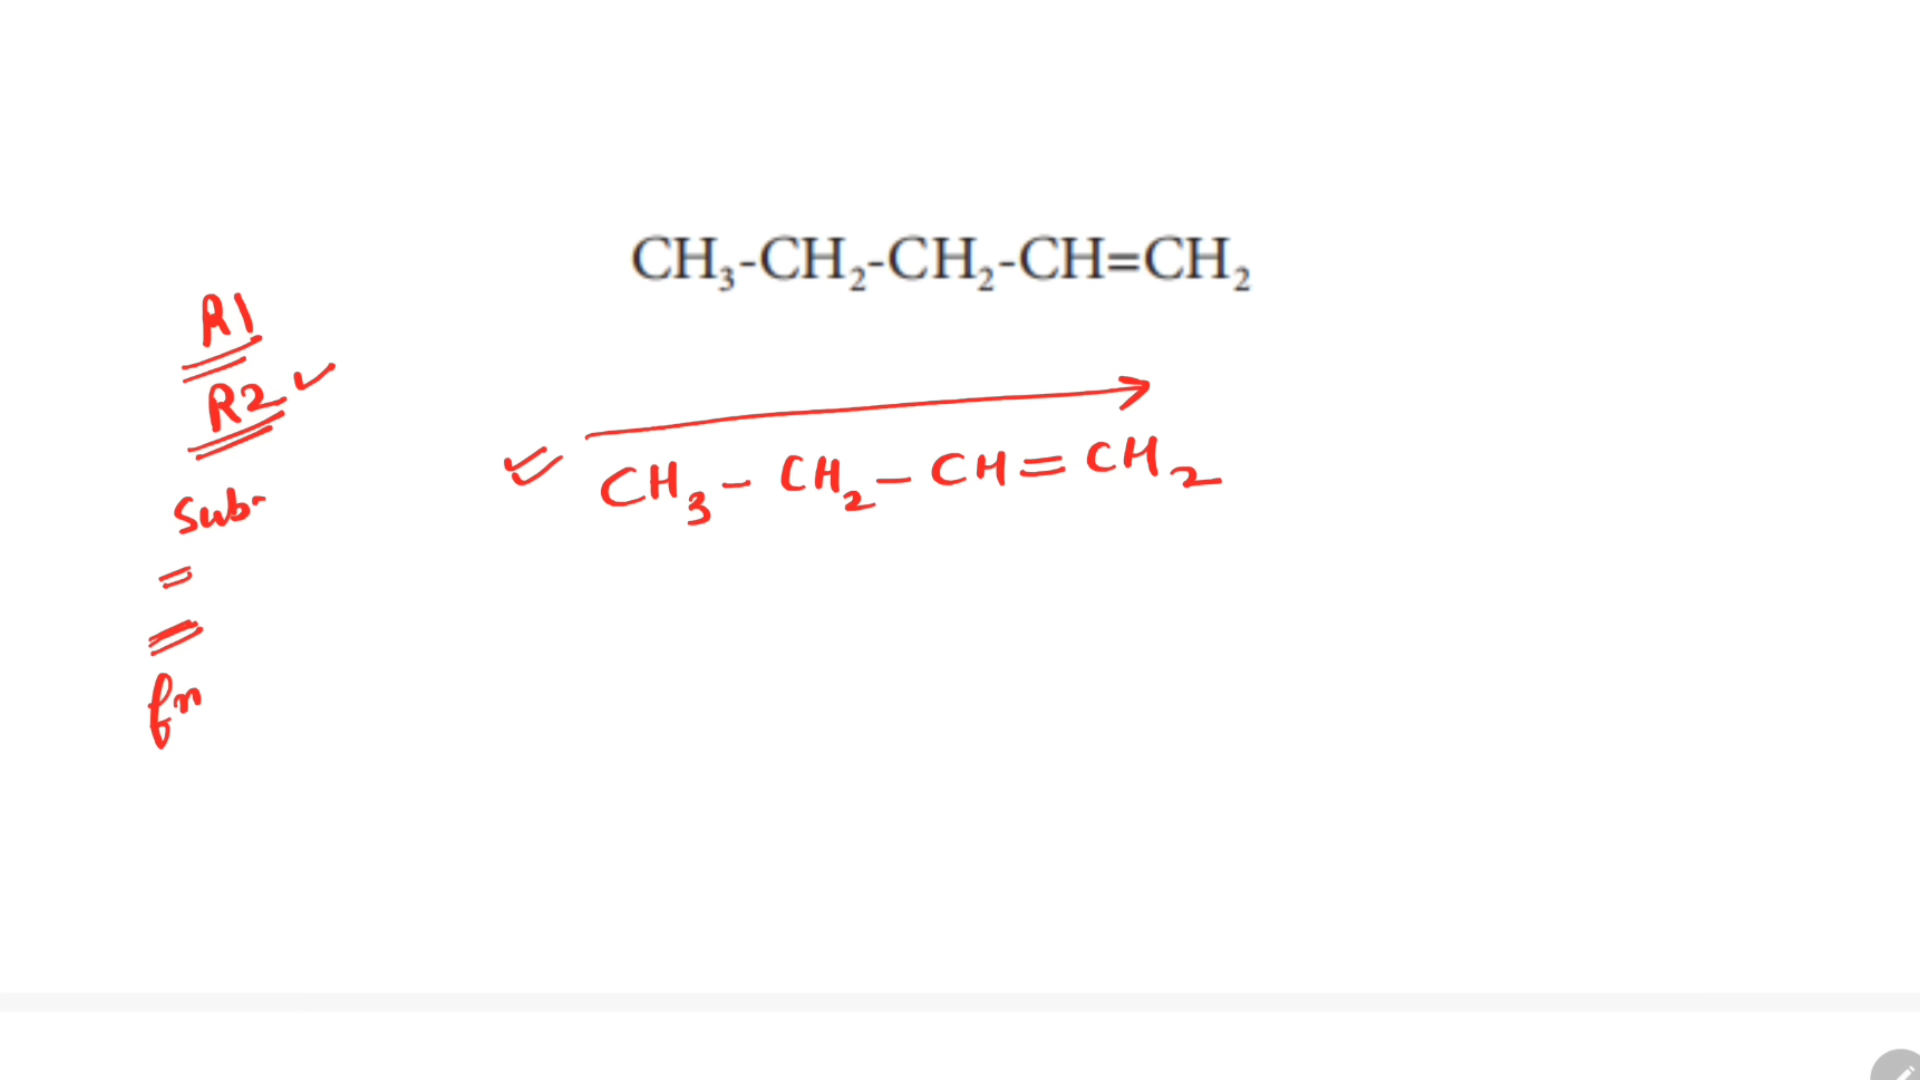 CH₃-CH₂-CH₂-CH=CH₂
R1
R2
CH₃ - CH₂ - CH = CH₂
Sub
=
fn